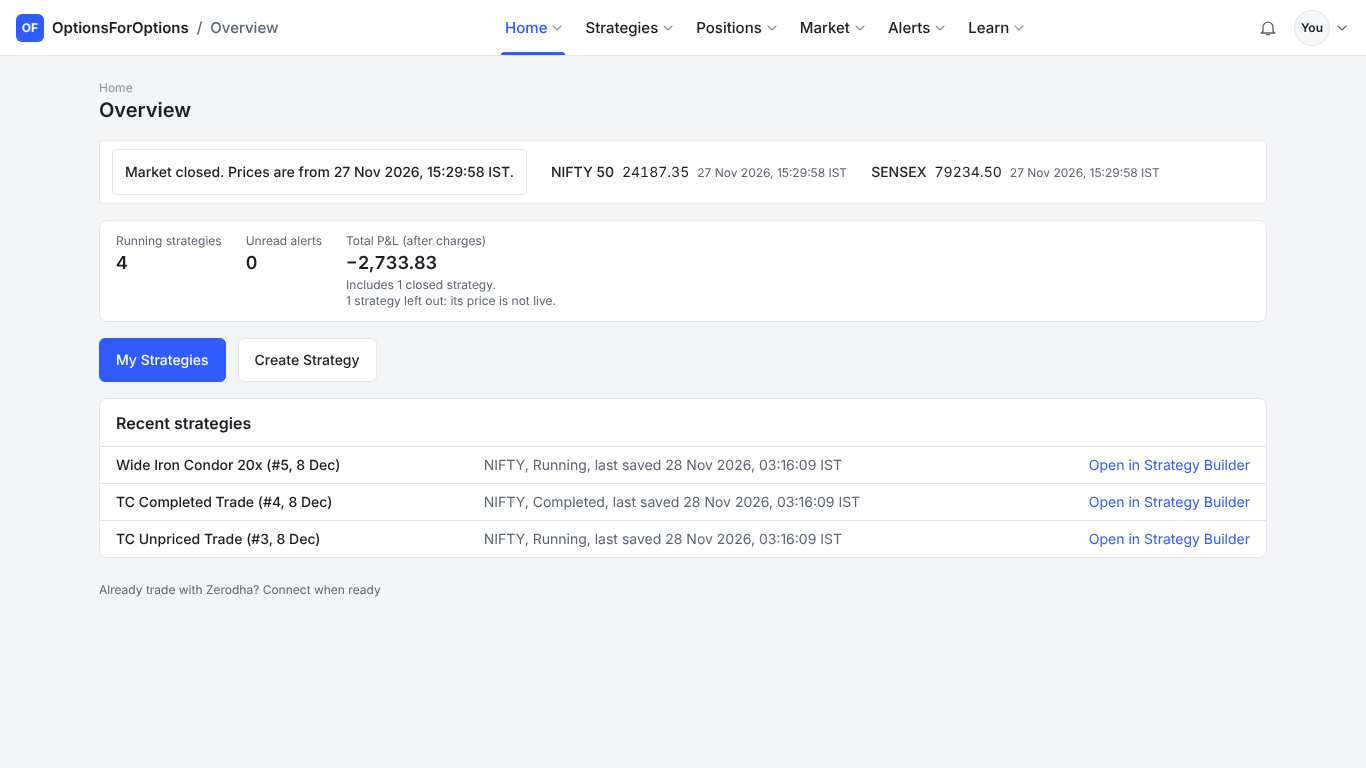 OF OptionsForOptions / Overview Home Strategies Positions Market Alerts Learn You
Home
Overview
Market closed. Prices are from 27 Nov 2026, 15:29:58 IST. NIFTY 50 24187.35 27 Nov 2026, 15:29:58 IST SENSEX 79234.50 27 Nov 2026, 15:29:58 IST
Running strategies Unread alerts Total P&L (after charges)
4 0 −2,733.83
Includes 1 closed strategy.
1 strategy left out: its price is not live.
My Strategies Create Strategy
Recent strategies
Wide Iron Condor 20x (#5, 8 Dec) NIFTY, Running, last saved 28 Nov 2026, 03:16:09 IST Open in Strategy Builder
TC Completed Trade (#4, 8 Dec) NIFTY, Completed, last saved 28 Nov 2026, 03:16:09 IST Open in Strategy Builder
TC Unpriced Trade (#3, 8 Dec) NIFTY, Running, last saved 28 Nov 2026, 03:16:09 IST Open in Strategy Builder
Already trade with Zerodha? Connect when ready